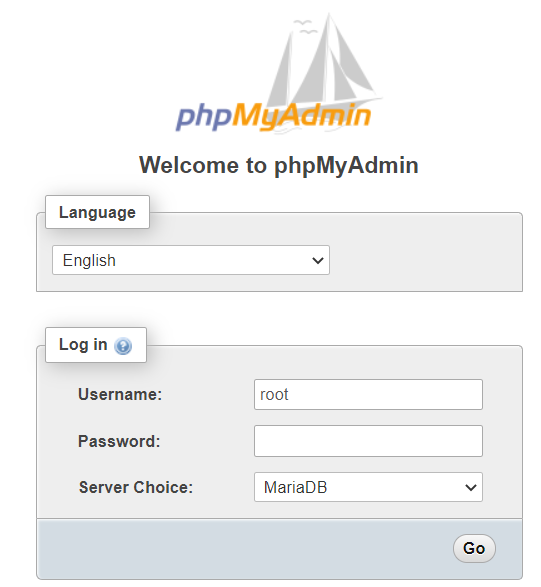 phpMyAdmin
Welcome to phpMyAdmin
Language
English
Log in
Username:
root
Password:
Server Choice:
MariaDB
Go